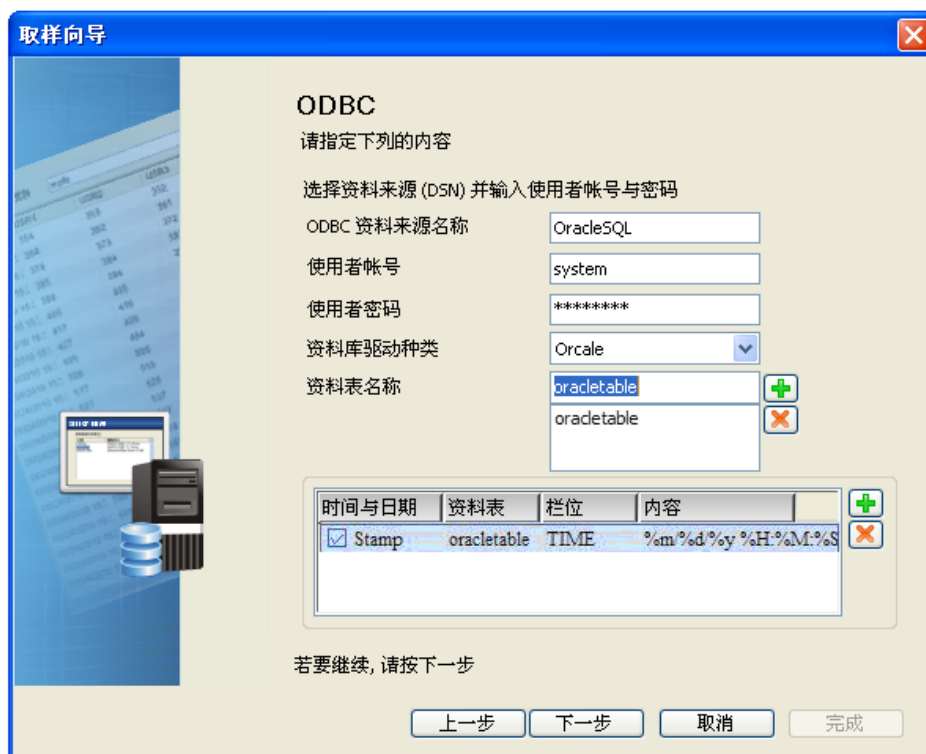 取样向导
ODBC
请指定下列的内容
选择资料来源 (DSN) 并输入使用者帐号与密码
ODBC 资料来源名称 OracleSQL
使用者帐号 system
使用者密码 ********
资料库驱动种类 Orcale
资料表名称 oracletable
oracletable
时间与日期 资料表 栏位 内容
Stamp oracletable TIME %m/%d/%y %H:%M:%S
若要继续, 请按下一步
上一步 下一步 取消 完成